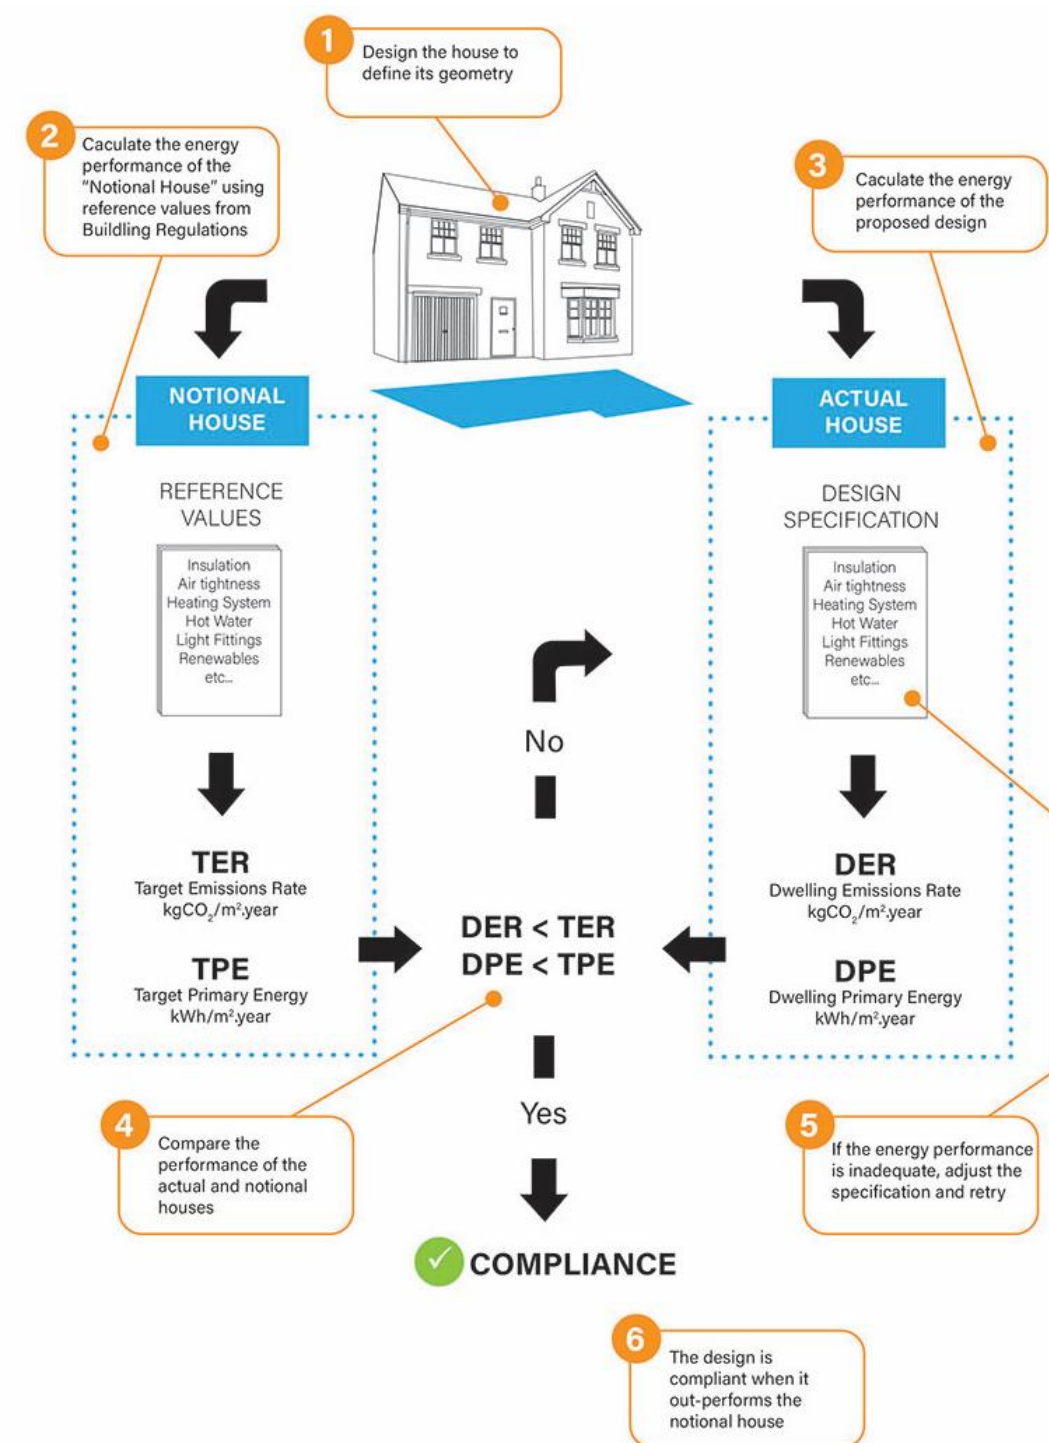 1
Design the house to
define its geometry
2
Caculate the energy
performance of the
"Notional House" using
reference values from
Buildling Regulations
3
Caculate the energy
performance of the
proposed design
NOTIONAL
HOUSE
REFERENCE
VALUES
Insulation
Air tightness
Heating System
Hot Water
Light Fittings
Renewables
etc...
TER
Target Emissions Rate
kgCO₂/m².year
TPE
Target Primary Energy
kWh/m².year
ACTUAL
HOUSE
DESIGN
SPECIFICATION
Insulation
Air tightness
Heating System
Hot Water
Light Fittings
Renewables
etc...
DER
Dwelling Emissions Rate
kgCO₂/m².year
DPE
Dwelling Primary Energy
kWh/m².year
No
DER < TER
DPE < TPE
Yes
4
Compare the
performance of the
actual and notional
houses
5
If the energy performance
is inadequate, adjust the
specification and retry
COMPLIANCE
6
The design is
compliant when it
out-performs the
notional house